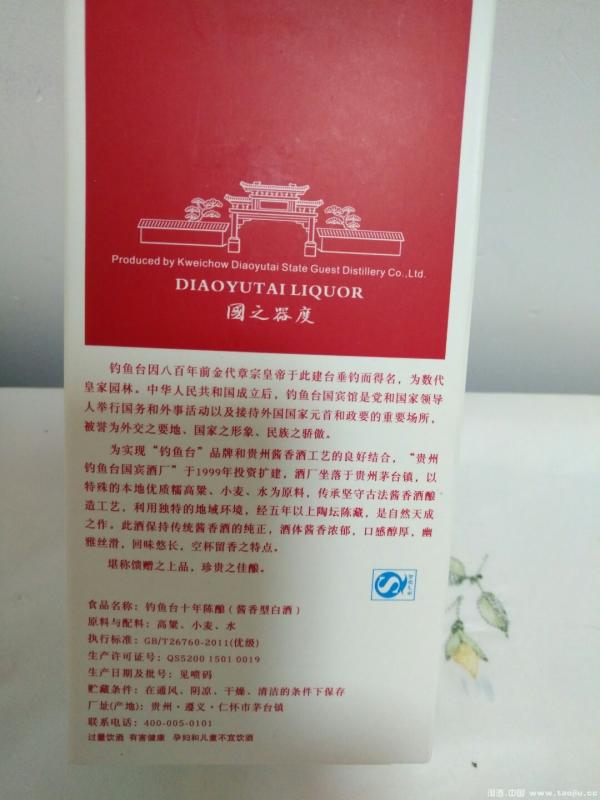 Produced by Kweichow Diaoyutai State Guest Distillery Co.,Ltd.
DIAOYUTAI LIQUOR
國之器度
钓鱼台因八百年前金代章宗皇帝于此建台垂钓而得名，为数代
皇家园林。中华人民共和国成立后，钓鱼台国宾馆是党和国家领导
人举行国务和外事活动以及接待外国国家元首和政要的重要场所，
被誉为外交之要地、国家之形象、民族之骄傲。
为实现“钓鱼台”品牌和贵州酱香酒工艺的良好结合，“贵州
钓鱼台国宾酒厂”于1999年投资扩建，酒厂坐落于贵州茅台镇，以
特殊的本地优质糯高粱、小麦、水为原料，传承坚守古法酱香酒酿
造工艺，利用独特的地域环境，经五年以上陶坛陈藏，是自然天成
之作。此酒保持传统酱香酒的纯正，酒体酱香浓郁，口感醇厚，幽
雅丝滑，回味悠长，空杯留香之特点。
堪称馈赠之上品，珍贵之佳酿。
食品名称：钓鱼台十年陈酿（酱香型白酒）
原料与配料：高粱、小麦、水
执行标准：GB/T26760-2011(优级)
生产许可证号：QS5200 1501 0019
生产日期及批号：见喷码
贮藏条件：在通风、阴凉、干燥、清洁的条件下保存
厂址(产地)：贵州·遵义·仁怀市茅台镇
联系电话：400-005-0101
过量饮酒 有害健康 孕妇和儿童不宜饮酒
淘酒.中国 www.taojiu.cc